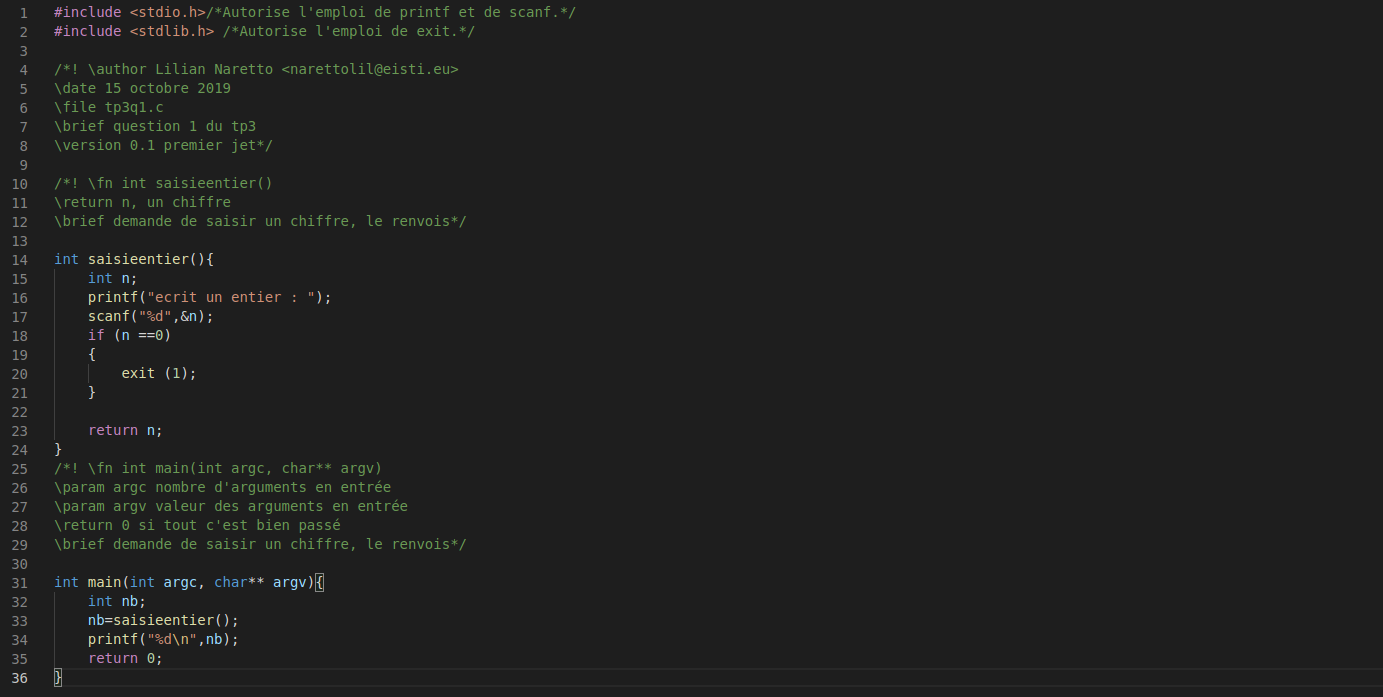 1 #include <stdio.h>/*Autorise l'emploi de printf et de scanf.*/
2 #include <stdlib.h> /*Autorise l'emploi de exit.*/
3
4 /*! \author Lilian Naretto <narettolil@eisti.eu>
5 \date 15 octobre 2019
6 \file tp3q1.c
7 \brief question 1 du tp3
8 \version 0.1 premier jet*/
9
10 /*! \fn int saisieentier()
11 \return n, un chiffre
12 \brief demande de saisir un chiffre, le renvois*/
13
14 int saisieentier(){
15     int n;
16     printf("ecrit un entier : ");
17     scanf("%d",&n);
18     if (n ==0)
19     {
20         exit (1);
21     }
22
23     return n;
24 }
25 /*! \fn int main(int argc, char** argv)
26 \param argc nombre d'arguments en entrée
27 \param argv valeur des arguments en entrée
28 \return 0 si tout c'est bien passé
29 \brief demande de saisir un chiffre, le renvois*/
30
31 int main(int argc, char** argv){
32     int nb;
33     nb=saisieentier();
34     printf("%d\n",nb);
35     return 0;
36 }